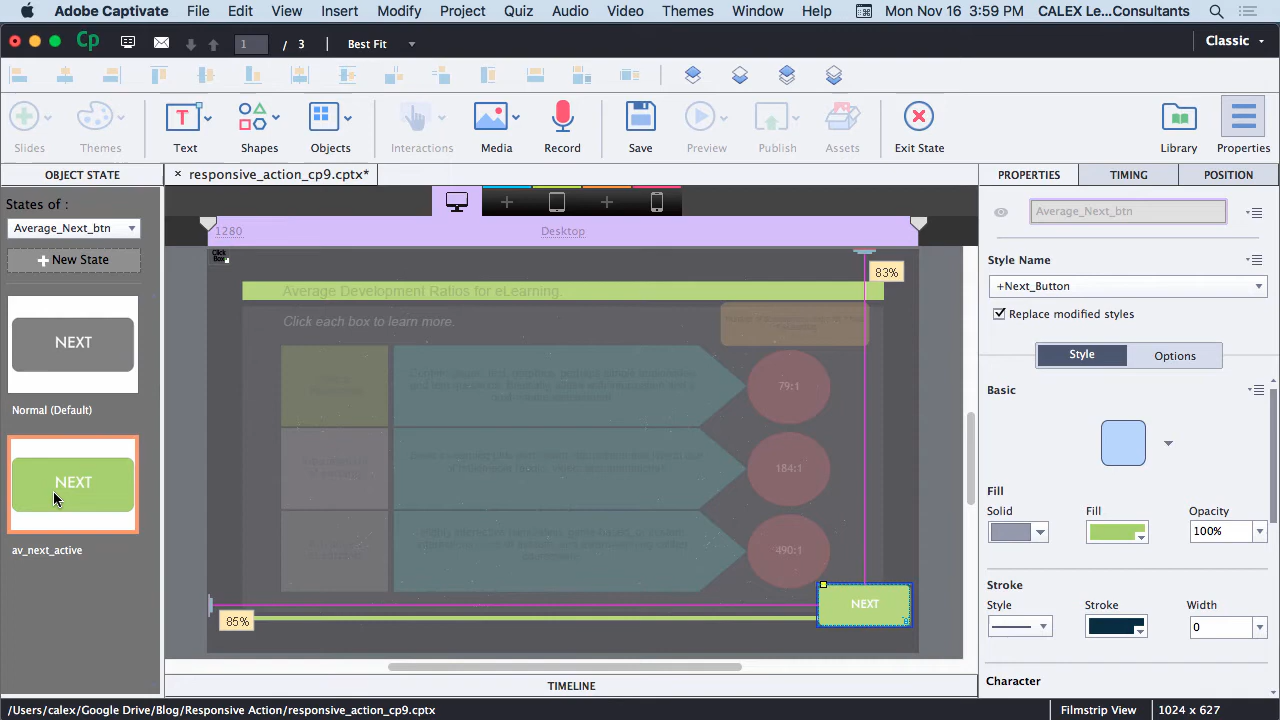 Adobe Captivate File Edit View Insert Modify Project Quiz Audio Video Themes Window Help Mon Nov 16 3:59 PM CALEX Le...Consultants
Cp 1 / 3 Best Fit Classic
Slides Themes Text Shapes Objects Interactions Media Record Save Preview Publish Assets Exit State Library Properties
OBJECT STATE × responsive_action_cp9.cptx* PROPERTIES TIMING POSITION
States of :
Average_Next_btn
+ New State
NEXT
Normal (Default)
NEXT
av_next_active
1280 Desktop
Click
Box
83%
Average Development Ratios for eLearning.
Click each box to learn more.
79:1
184:1
490:1
NEXT
85%
TIMELINE
Average_Next_btn
Style Name
+Next_Button
Replace modified styles
Style Options
Basic
Fill
Solid Fill Opacity
100%
Stroke
Style Stroke Width
0
Character
/Users/calex/Google Drive/Blog/Responsive Action/responsive_action_cp9.cptx Filmstrip View 1024 x 627